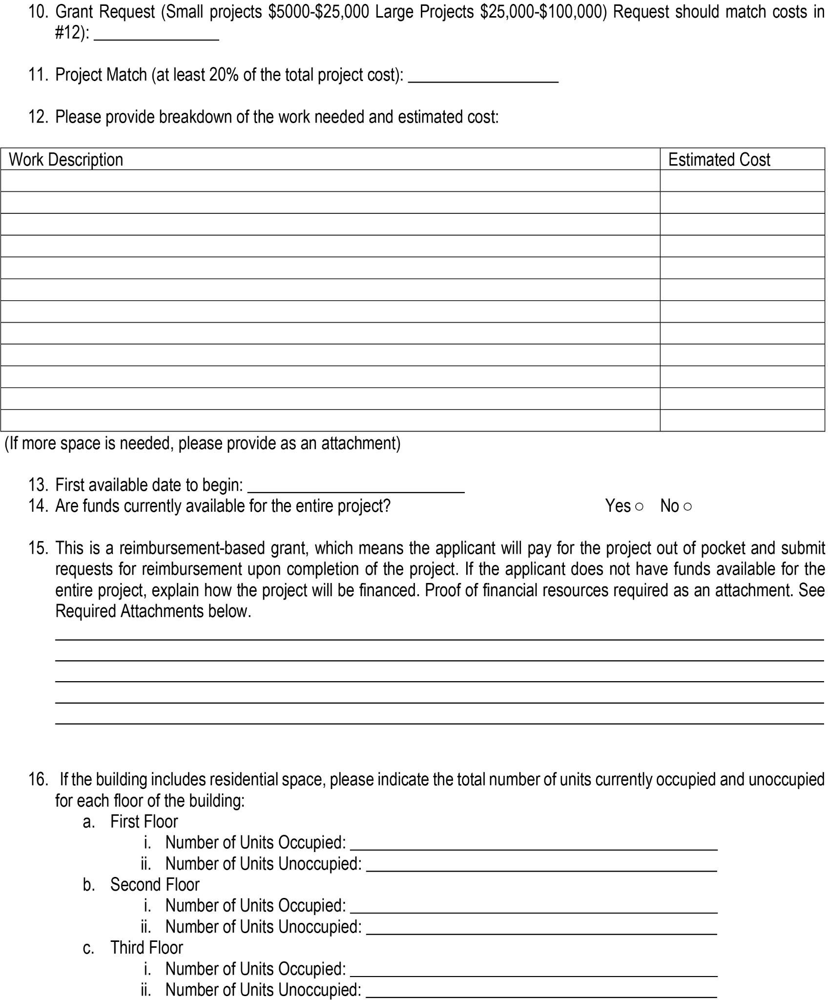 10. Grant Request (Small projects $5000-$25,000 Large Projects $25,000-$100,000) Request should match costs in
#12): _______________
11. Project Match (at least 20% of the total project cost): __________________
12. Please provide breakdown of the work needed and estimated cost:
Work Description Estimated Cost
(If more space is needed, please provide as an attachment)
13. First available date to begin: __________________________
14. Are funds currently available for the entire project? Yes ○ No ○
15. This is a reimbursement-based grant, which means the applicant will pay for the project out of pocket and submit
requests for reimbursement upon completion of the project. If the applicant does not have funds available for the
entire project, explain how the project will be financed. Proof of financial resources required as an attachment. See
Required Attachments below.
16. If the building includes residential space, please indicate the total number of units currently occupied and unoccupied
for each floor of the building:
a. First Floor
i. Number of Units Occupied: ____________________________________________
ii. Number of Units Unoccupied: __________________________________________
b. Second Floor
i. Number of Units Occupied: ____________________________________________
ii. Number of Units Unoccupied: __________________________________________
c. Third Floor
i. Number of Units Occupied: ____________________________________________
ii. Number of Units Unoccupied: __________________________________________